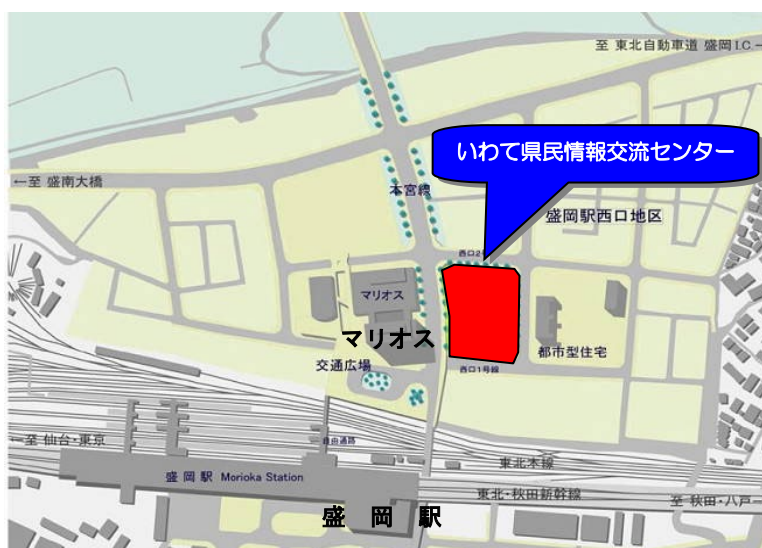 至 東北自動車道 盛岡I.C.
いわて県民情報交流センター
←至 盛南大橋
本宮線
盛岡駅西口地区
西口2
マリオス
マリオス
都市型住宅
交通広場
西口1号線
←至 仙台・東京
自由通路
東北本線
盛岡駅 Morioka Station
東北・秋田新幹線
至 秋田・八戸
盛岡駅